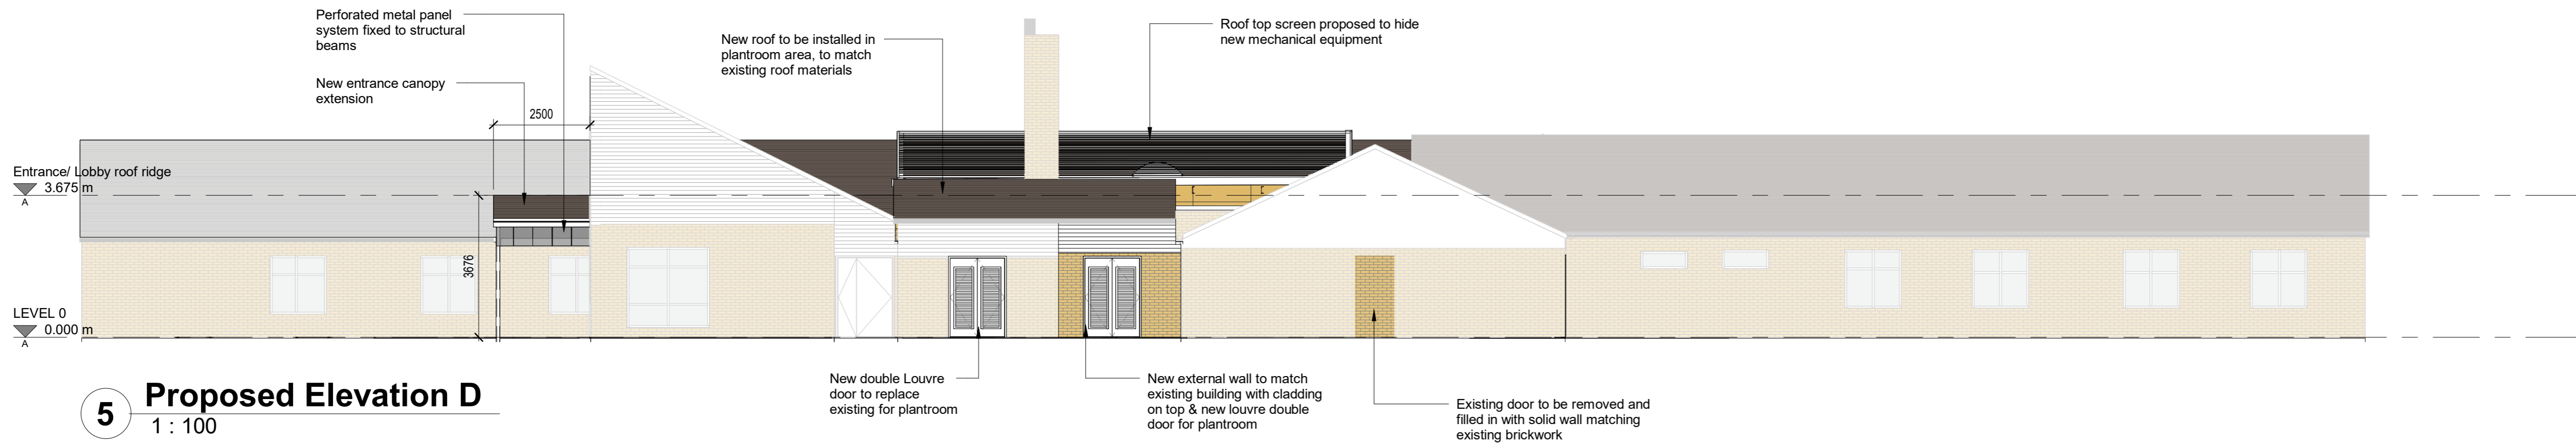 Perforated metal panel
system fixed to structural
beams
New entrance canopy
extension
2500
New roof to be installed in
plantroom area, to match
existing roof materials
Roof top screen proposed to hide
new mechanical equipment
Entrance/ Lobby roof ridge
3.675 m
A
3676
LEVEL 0
0.000 m
A
New double Louvre
door to replace
existing for plantroom
New external wall to match
existing building with cladding
on top & new louvre double
door for plantroom
Existing door to be removed and
filled in with solid wall matching
existing brickwork
5
Proposed Elevation D
1 : 100